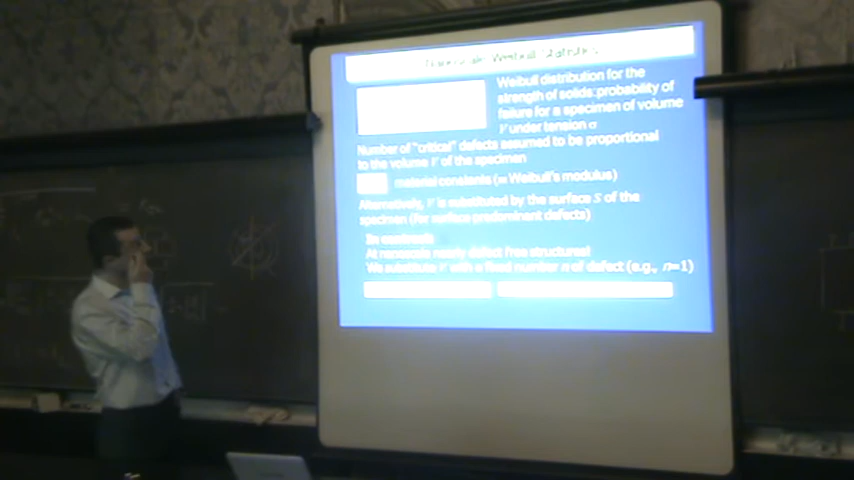 Nanoscale Weibull Statistics
Weibull distribution for the
strength of solids:probability of
failure for a specimen of volume
V under tension σ
Number of "critical" defects assumed to be proportional
to the volume V of the specimen
material constants (m Weibull's modulus)
Alternatively, V is substituted by the surface S of the
specimen (for surface predominant defects)
In contrast:
At nanoscale nearly defect free structures!
We substitute V with a fixed number n of defect (e.g., n=1)